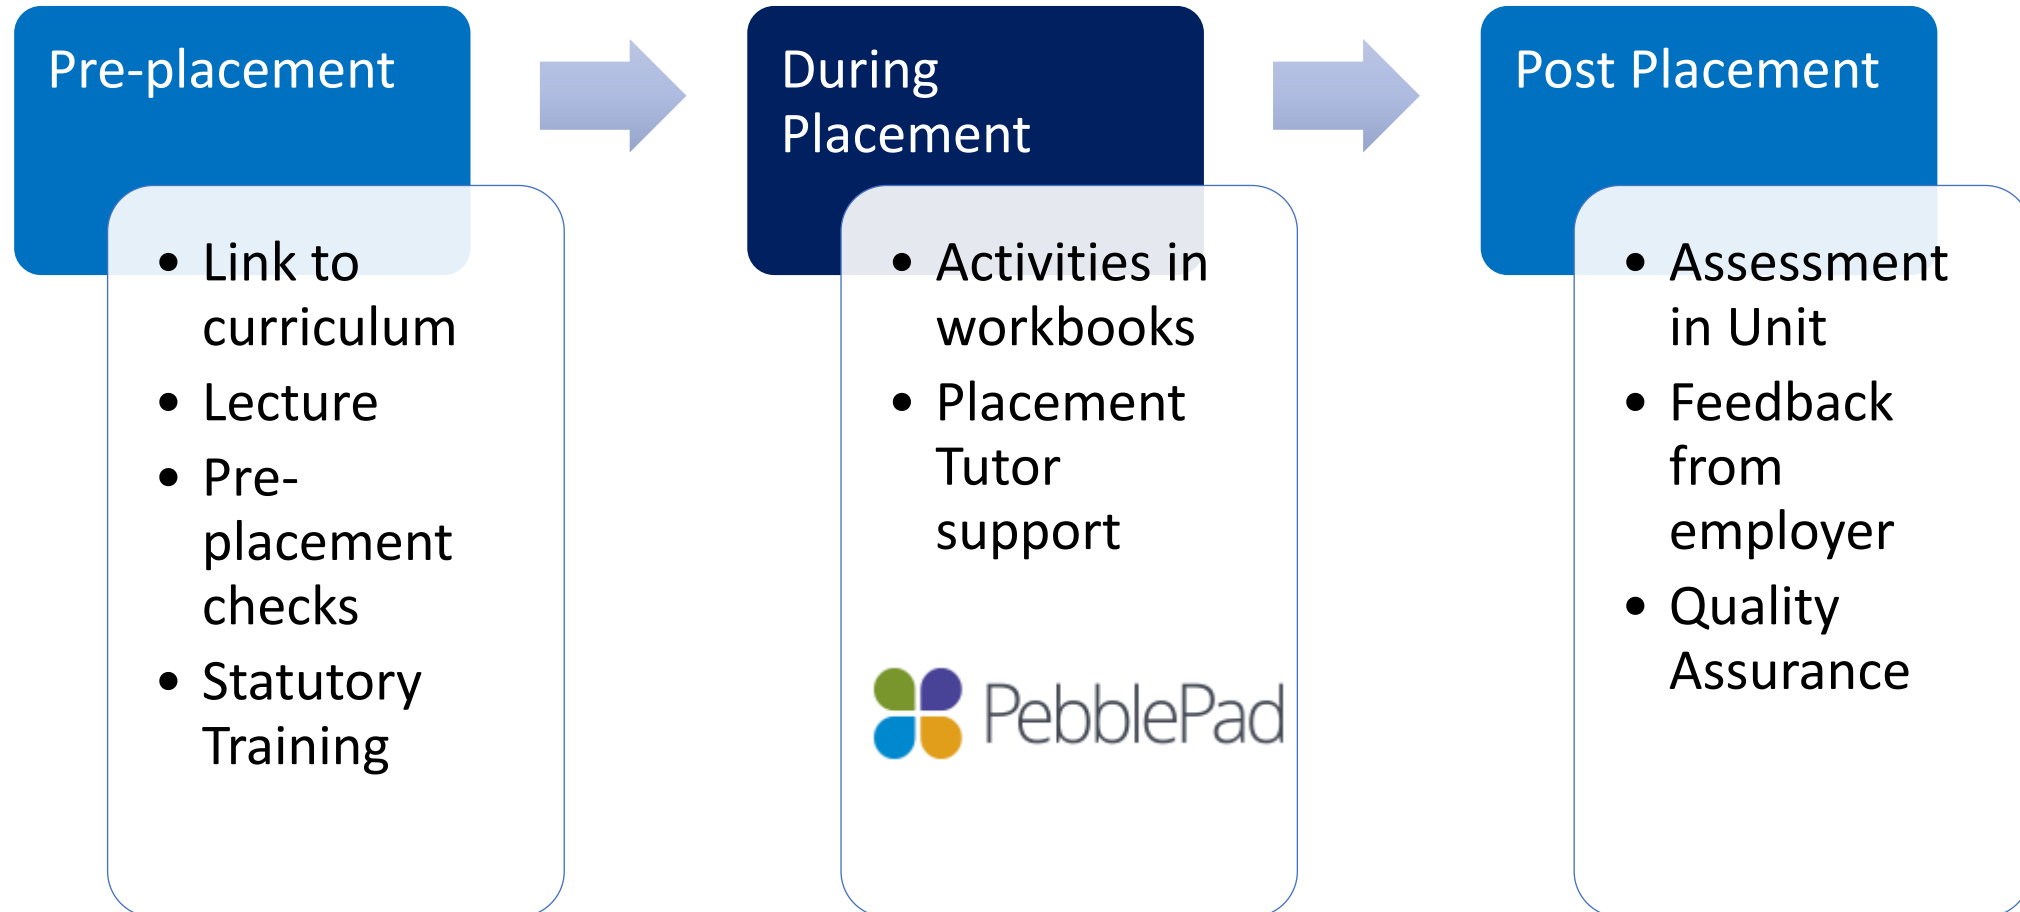 Pre-placement
• Link to
curriculum
• Lecture
• Pre-
placement
checks
• Statutory
Training
During
Placement
• Activities in
workbooks
• Placement
Tutor
support
PebblePad
Post Placement
• Assessment
in Unit
• Feedback
from
employer
• Quality
Assurance